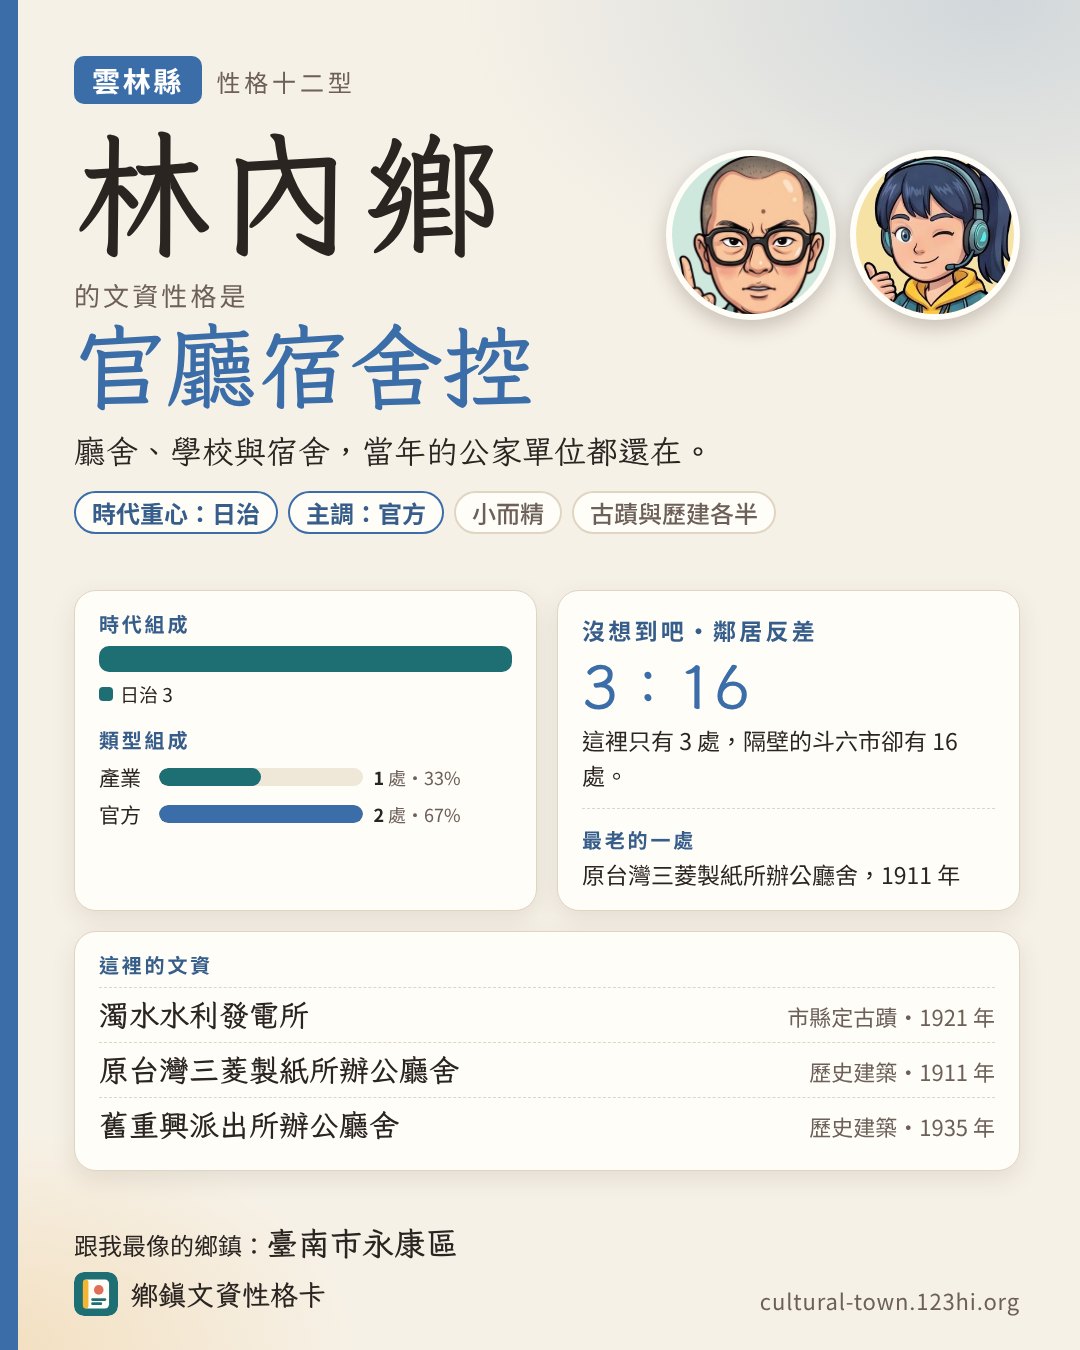 雲林縣 性格十二型
林內鄉
的文資性格是
官廳宿舍控
廳舍、學校與宿舍，當年的公家單位都還在。
時代重心：日治 主調：官方 小而精 古蹟與歷建各半
時代組成
日治 3
類型組成
產業 1 處・33%
官方 2 處・67%
沒想到吧・鄰居反差
3：16
這裡只有 3 處，隔壁的斗六市卻有 16
處。
最老的一處
原台灣三菱製紙所辦公廳舍，1911 年
這裡的文資
濁水水利發電所 市縣定古蹟・1921 年
原台灣三菱製紙所辦公廳舍 歷史建築・1911 年
舊重興派出所辦公廳舍 歷史建築・1935 年
跟我最像的鄉鎮：臺南市永康區
鄉鎮文資性格卡
cultural-town.123hi.org